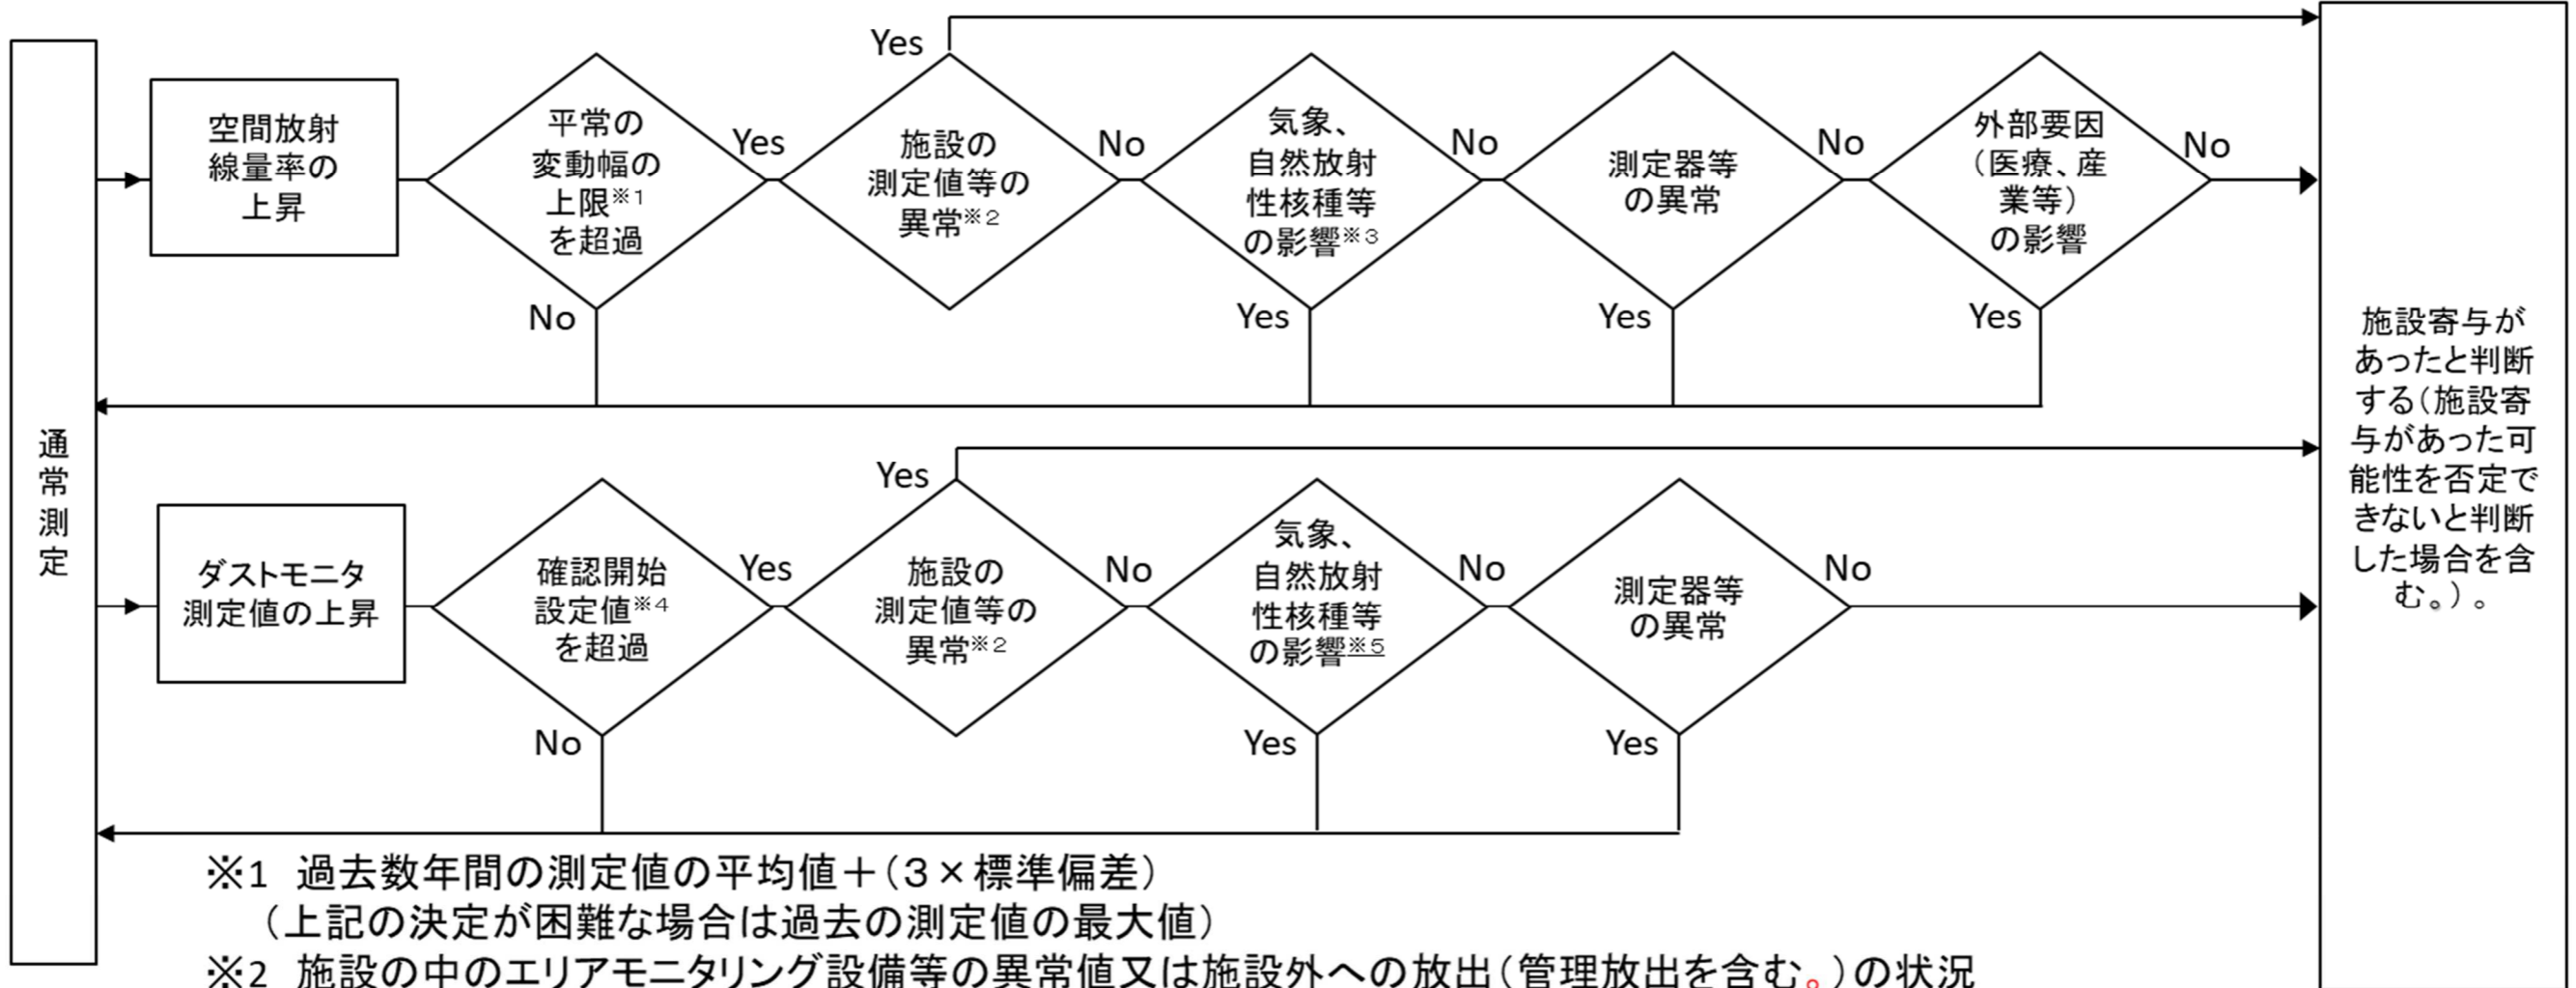 通
常
測
定
空間放射
線量率の
上昇
平常の
変動幅の
上限※1
を超過
Yes
No
施設の
測定値等の
異常※2
Yes
No
気象、
自然放射
性核種等
の影響※3
No
Yes
測定器等
の異常
No
Yes
外部要因
（医療、産
業等）
の影響
No
Yes
ダストモニタ
測定値の上昇
確認開始
設定値※4
を超過
Yes
No
施設の
測定値等の
異常※2
Yes
No
気象、
自然放射
性核種等
の影響※5
No
Yes
測定器等
の異常
No
Yes
施設寄与が
あったと判断
する（施設寄
与があった可
能性を否定で
きないと判断
した場合を含
む。）。
※1 過去数年間の測定値の平均値＋（３×標準偏差）
（上記の決定が困難な場合は過去の測定値の最大値）
※2 施設の中のエリアモニタリング設備等の異常値又は施設外への放出（管理放出を含む。）の状況